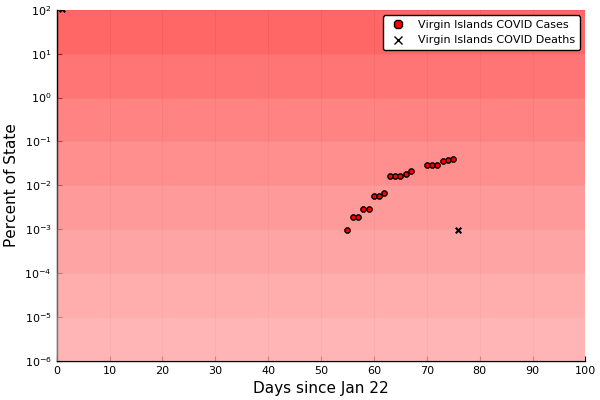 Virgin Islands COVID Cases
Virgin Islands COVID Deaths
Percent of State
10²
10¹
10⁰
10⁻¹
10⁻²
10⁻³
10⁻⁴
10⁻⁵
10⁻⁶
0 10 20 30 40 50 60 70 80 90 100
Days since Jan 22